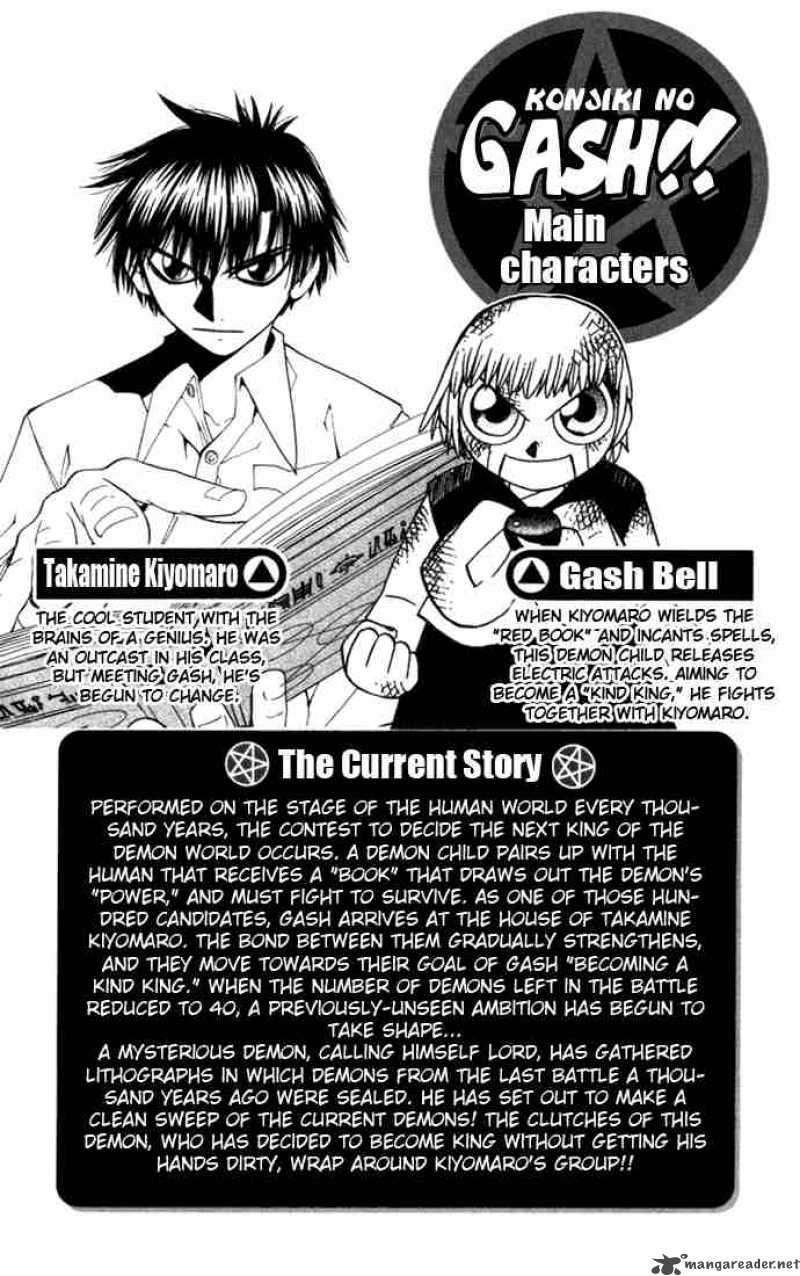 KONJIKI NO
GASH!!
Main
characters
Takamine Kiyomaro
THE COOL STUDENT WITH THE
BRAINS OF A GENIUS. HE WAS
AN OUTCAST IN HIS CLASS,
BUT MEETING GASH, HE'S
BEGUN TO CHANGE.
Gash Bell
WHEN KIYOMARO WIELDS THE
"RED BOOK" AND INCANTS SPELLS,
THIS DEMON CHILD RELEASES
ELECTRIC ATTACKS. AIMING TO
BECOME A "KIND KING," HE FIGHTS
TOGETHER WITH KIYOMARO.
The Current Story
PERFORMED ON THE STAGE OF THE HUMAN WORLD EVERY THOU-
SAND YEARS, THE CONTEST TO DECIDE THE NEXT KING OF THE
DEMON WORLD OCCURS. A DEMON CHILD PAIRS UP WITH THE
HUMAN THAT RECEIVES A "BOOK" THAT DRAWS OUT THE DEMON'S
"POWER," AND MUST FIGHT TO SURVIVE. AS ONE OF THOSE HUN-
DRED CANDIDATES, GASH ARRIVES AT THE HOUSE OF TAKAMINE
KIYOMARO. THE BOND BETWEEN THEM GRADUALLY STRENGTHENS,
AND THEY MOVE TOWARDS THEIR GOAL OF GASH "BECOMING A
KIND KING." WHEN THE NUMBER OF DEMONS LEFT IN THE BATTLE
REDUCED TO 40, A PREVIOUSLY-UNSEEN AMBITION HAS BEGUN TO
TAKE SHAPE...
A MYSTERIOUS DEMON, CALLING HIMSELF LORD, HAS GATHERED
LITHOGRAPHS IN WHICH DEMONS FROM THE LAST BATTLE A THOU-
SAND YEARS AGO WERE SEALED. HE HAS SET OUT TO MAKE A
CLEAN SWEEP OF THE CURRENT DEMONS! THE CLUTCHES OF THIS
DEMON, WHO HAS DECIDED TO BECOME KING WITHOUT GETTING HIS
HANDS DIRTY, WRAP AROUND KIYOMARO'S GROUP!!
mangareader.net